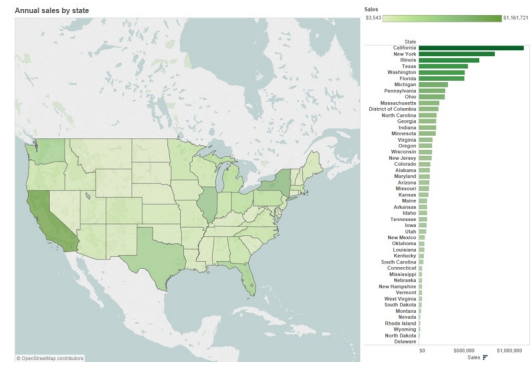 Annual sales by state
Sales
$3,543 $1,161,721
State
California
New York
Illinois
Texas
Washington
Florida
Michigan
Pennsylvania
Ohio
Massachusetts
District of Columbia
North Carolina
Georgia
Indiana
Minnesota
Virginia
Oregon
Wisconsin
New Jersey
Colorado
Alabama
Maryland
Arizona
Missouri
Kansas
Maine
Arkansas
Idaho
Tennessee
Iowa
Utah
New Mexico
Oklahoma
Louisiana
Kentucky
South Carolina
Connecticut
Mississippi
Nebraska
New Hampshire
Vermont
West Virginia
South Dakota
Montana
Nevada
Rhode Island
Wyoming
North Dakota
Delaware
$0 $500,000 $1,000,000
Sales
© OpenStreetMap contributors